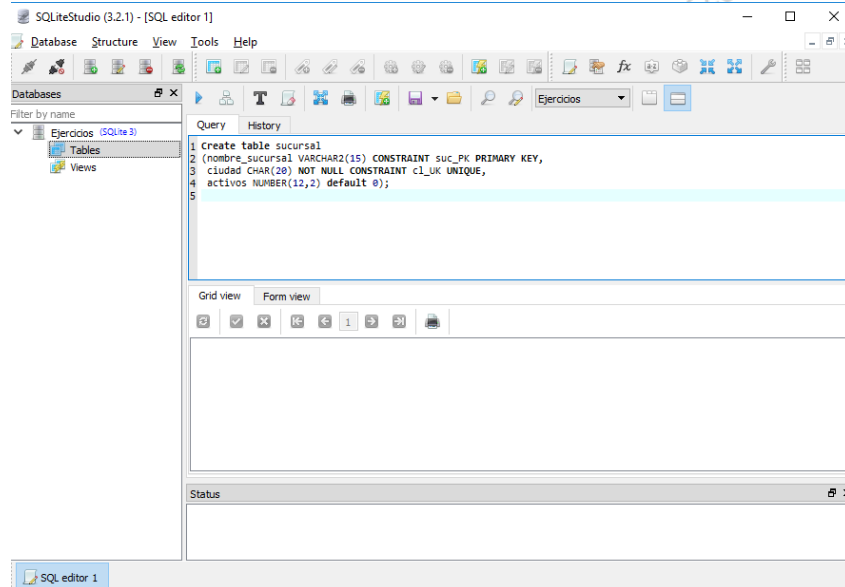 SQLiteStudio (3.2.1) - [SQL editor 1]
Database Structure View Tools Help
Databases
Ejercicios
Filter by name
Query History
Ejercicios (SQLite 3)
Tables
Views
1 Create table sucursal
2 (nombre_sucursal VARCHAR2(15) CONSTRAINT suc_PK PRIMARY KEY,
3 ciudad CHAR(20) NOT NULL CONSTRAINT cl_UK UNIQUE,
4 activos NUMBER(12,2) default 0);
5
Grid view Form view
1
Status
SQL editor 1